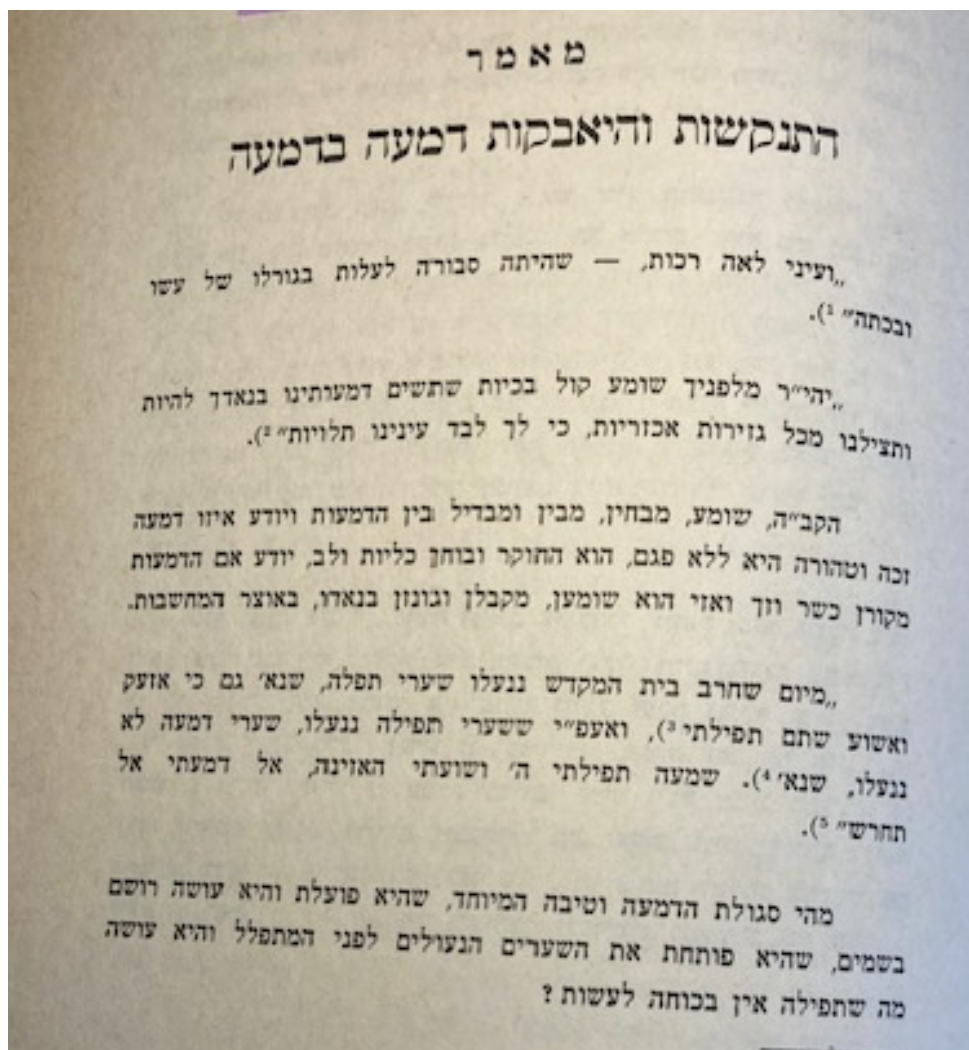 מאמר
התנקשות והיאבקות דמעה בדמעה
„ועיני לאה רכות, — שהיתה סבורה לעלות בגורלו של עשו
ובכתה״ ¹).
„יהי״ר מלפניך שומע קול בכיות שתשים דמעותינו בנאדך להיות
ותצילנו מכל גזירות אכזריות, כי לך לבד עינינו תלויות״ ²).
הקב״ה, שומע, מבחין, מבין ומבדיל בין הדמעות ויודע איזו דמעה
זכה וטהורה היא ללא פגם, הוא החוקר ובוחן כליות ולב, יודע אם הדמעות
מקורן כשר וזך ואזי הוא שומען, מקבלן וגונזן בנאדו, באוצר המחשבות.
„מיום שחרב בית המקדש ננעלו שערי תפלה, שנא׳ גם כי אזעק
ואשוע שתם תפילתי ³), ואעפ״י ששערי תפילה ננעלו, שערי דמעה לא
ננעלו, שנא׳ ⁴). שמעה תפילתי ה׳ ושועתי האזינה, אל דמעתי אל
תחרש״ ⁵).
מהי סגולת הדמעה וטיבה המיוחד, שהיא פועלת והיא עושה רושם
בשמים, שהיא פותחת את השערים הנעולים לפני המתפלל והיא עושה
מה שתפילה אין בכוחה לעשות ?